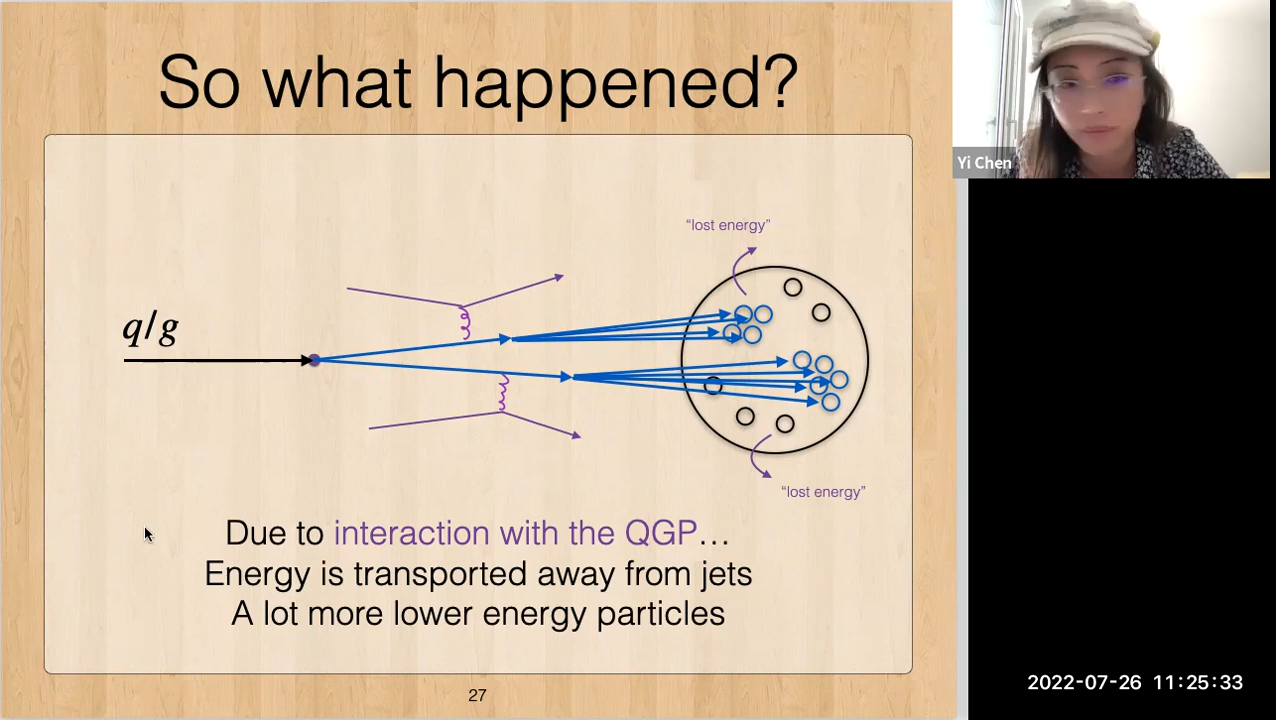 So what happened?
Yi Chen
"lost energy"
q/g
"lost energy"
Due to interaction with the QGP...
Energy is transported away from jets
A lot more lower energy particles
2022-07-26 11:25:33
27